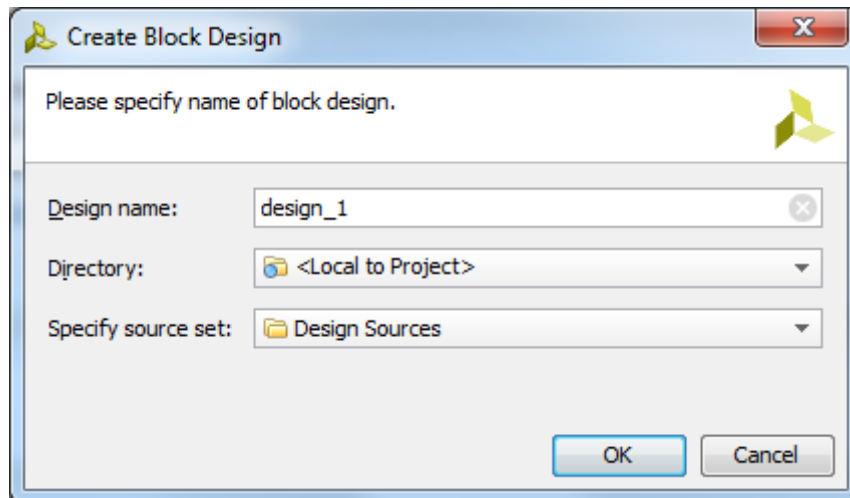 Create Block Design
Please specify name of block design.
Design name: design_1
Directory: <Local to Project>
Specify source set: Design Sources
OK Cancel